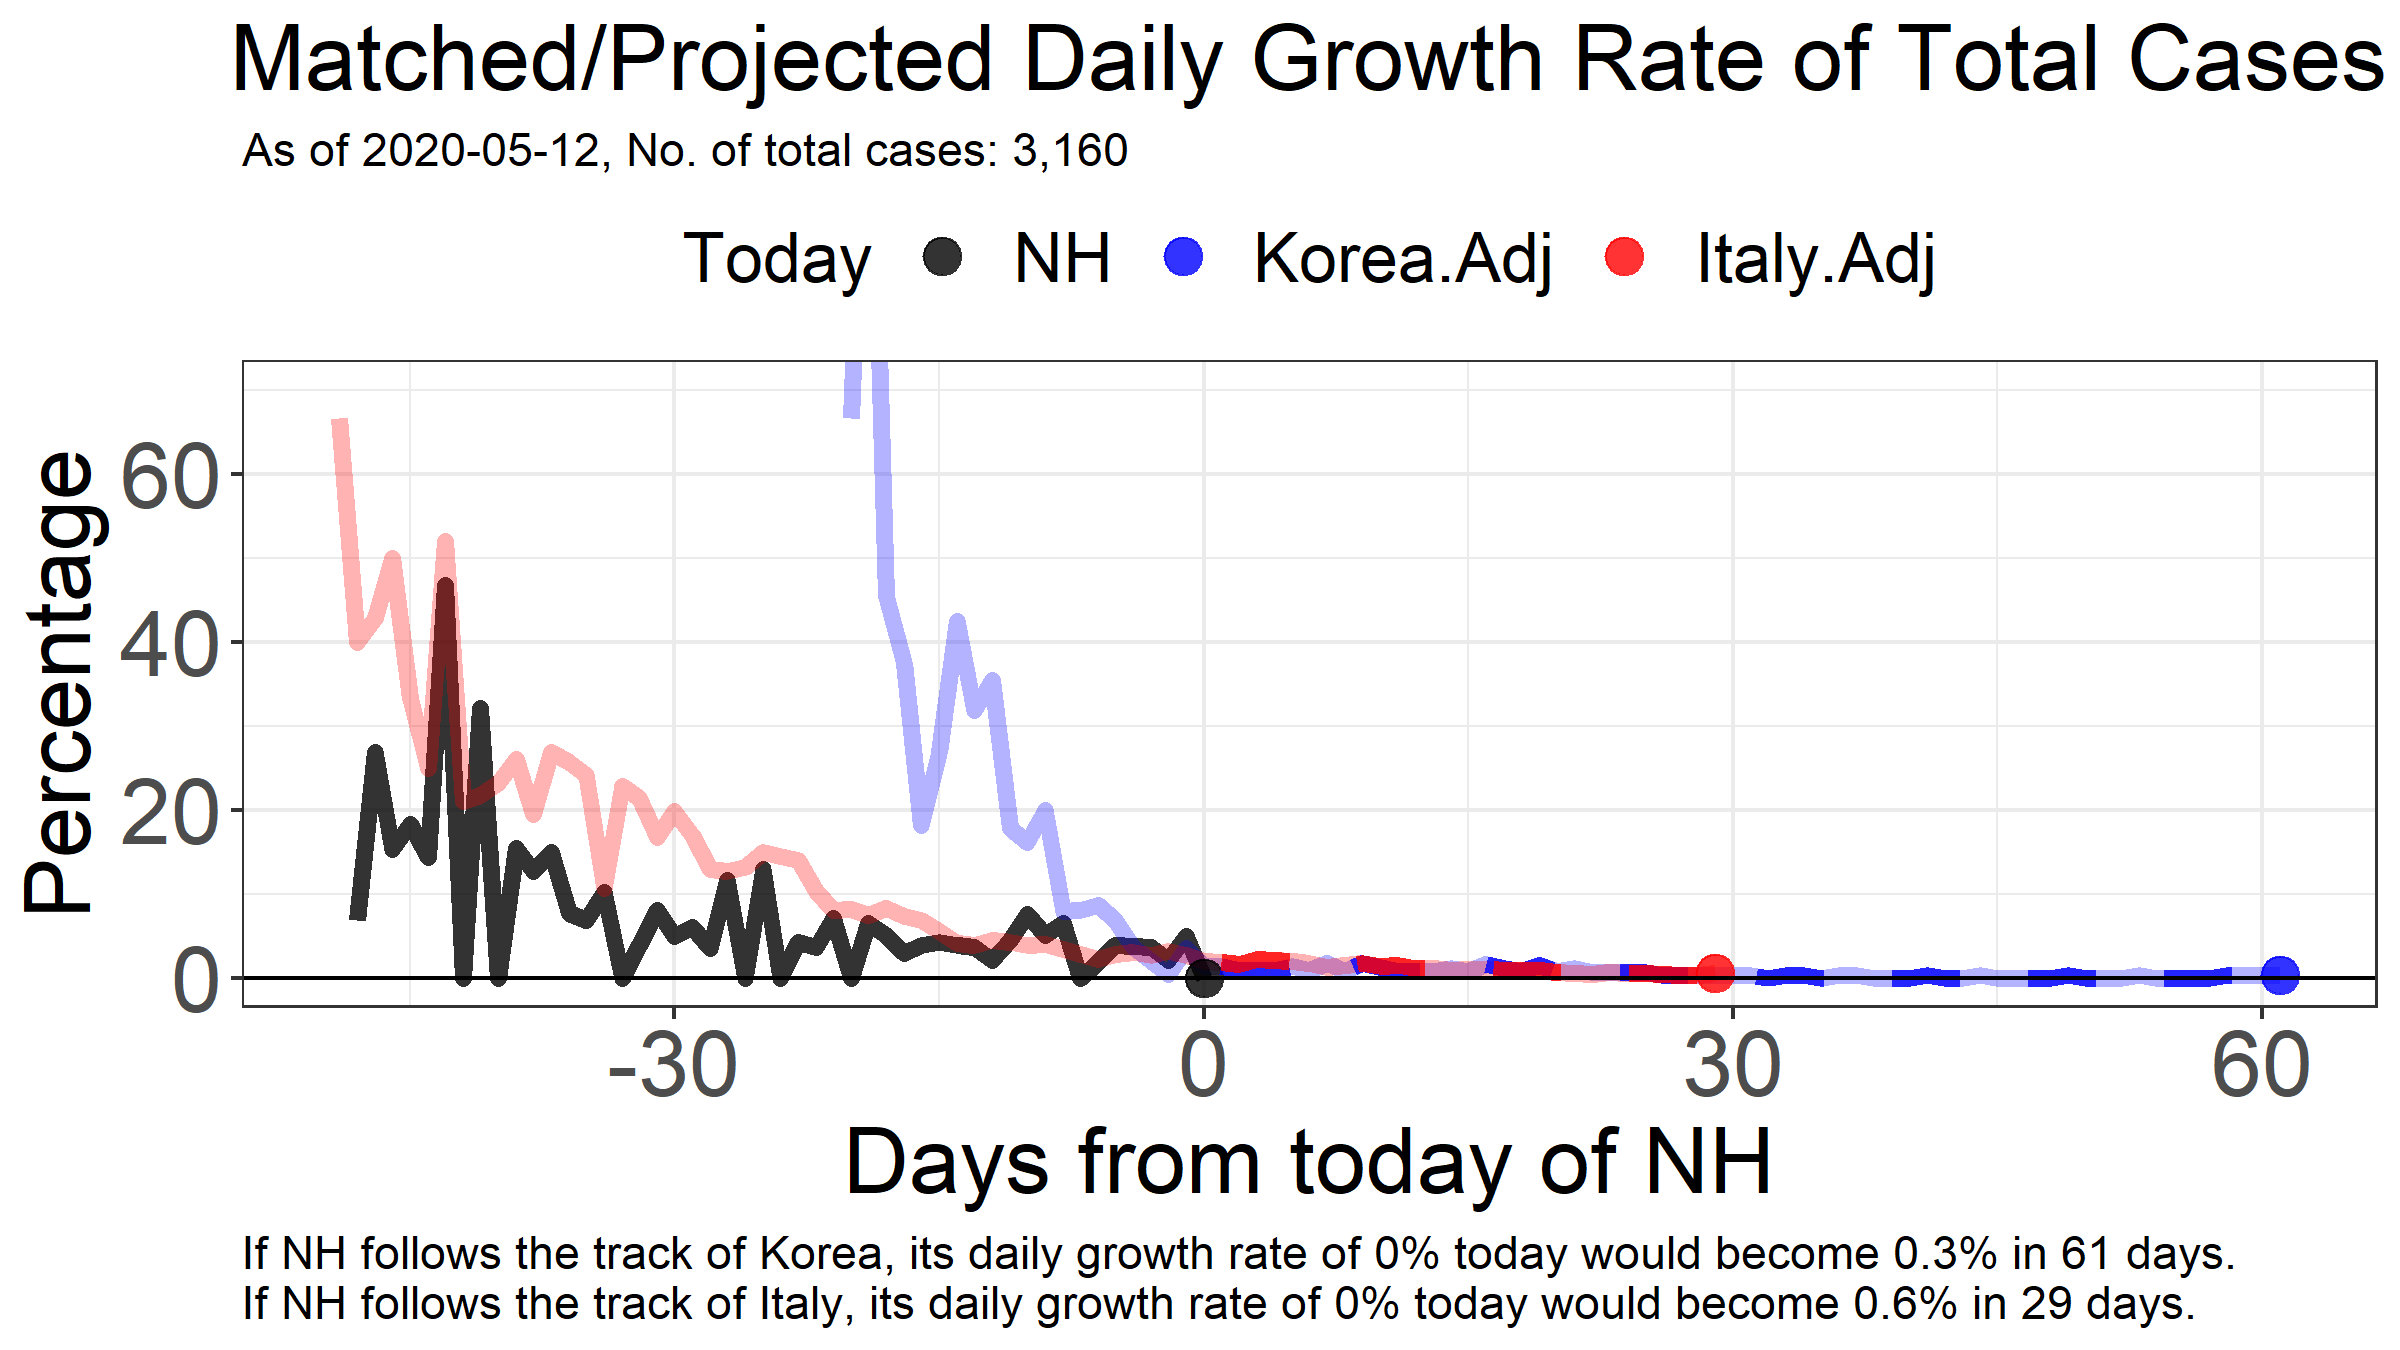 Matched/Projected Daily Growth Rate of Total Cases
As of 2020-05-12, No. of total cases: 3,160
Today NH Korea.Adj Italy.Adj
Percentage
60
40
20
0
-30 0 30 60
Days from today of NH
If NH follows the track of Korea, its daily growth rate of 0% today would become 0.3% in 61 days.
If NH follows the track of Italy, its daily growth rate of 0% today would become 0.6% in 29 days.